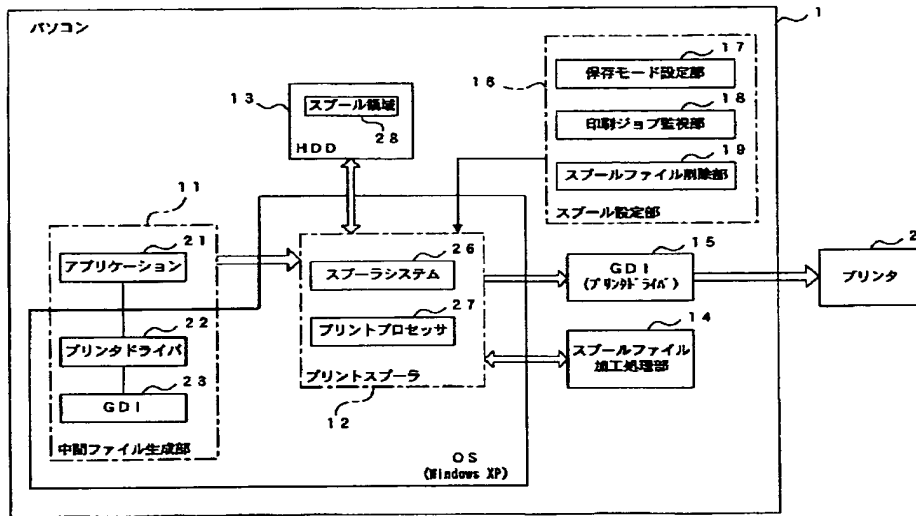 パソコン
1
16
17
保存モード設定部
18
印刷ジョブ監視部
19
スプールファイル削除部
スプール設定部
13
スプール領域
28
HDD
11
21
アプリケーション
22
プリンタドライバ
23
GDI
中間ファイル生成部
26
スプーラシステム
27
プリントプロセッサ
プリントスプーラ
12
OS
(Windows XP)
15
GDI
(プリンタドライバ)
14
スプールファイル
加工処理部
2
プリンタ